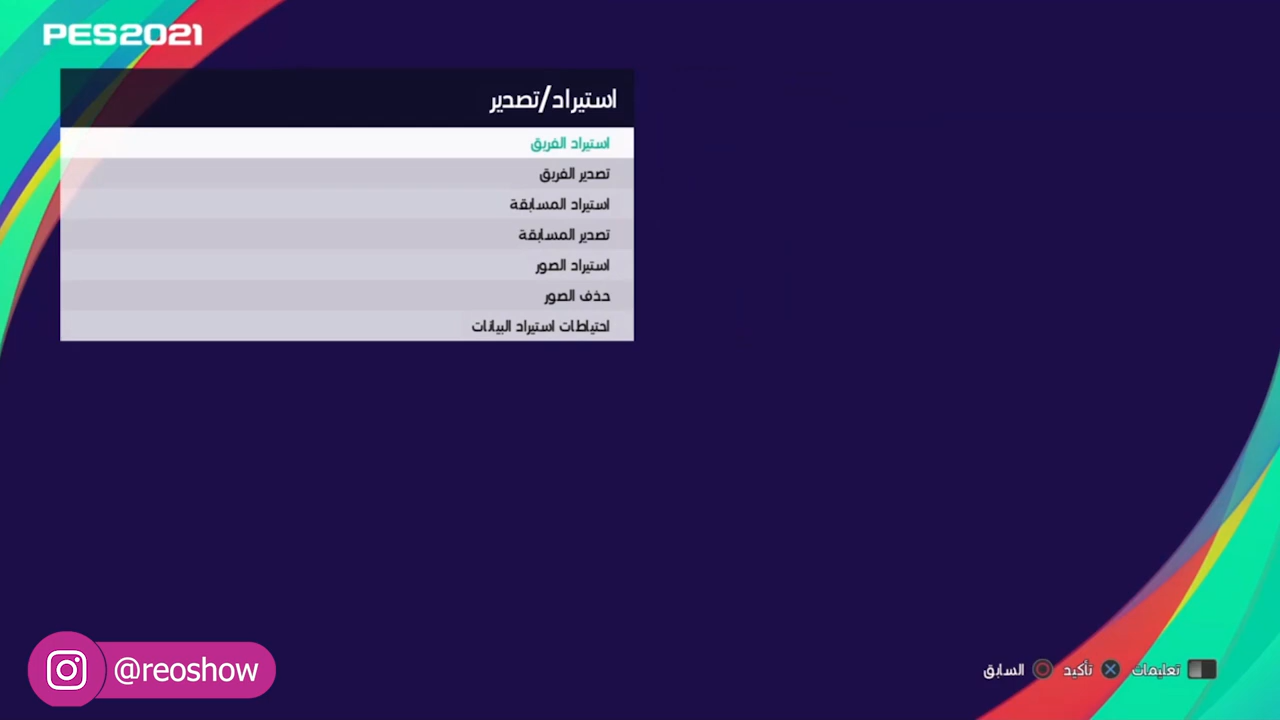 PES2021
استيراد/تصدير
استيراد الفريق
تصدير الفريق
استيراد المسابقة
تصدير المسابقة
استيراد الصور
حذف الصور
احتياطات استيراد البيانات
تعليمات تأكيد السابق
@reoshow